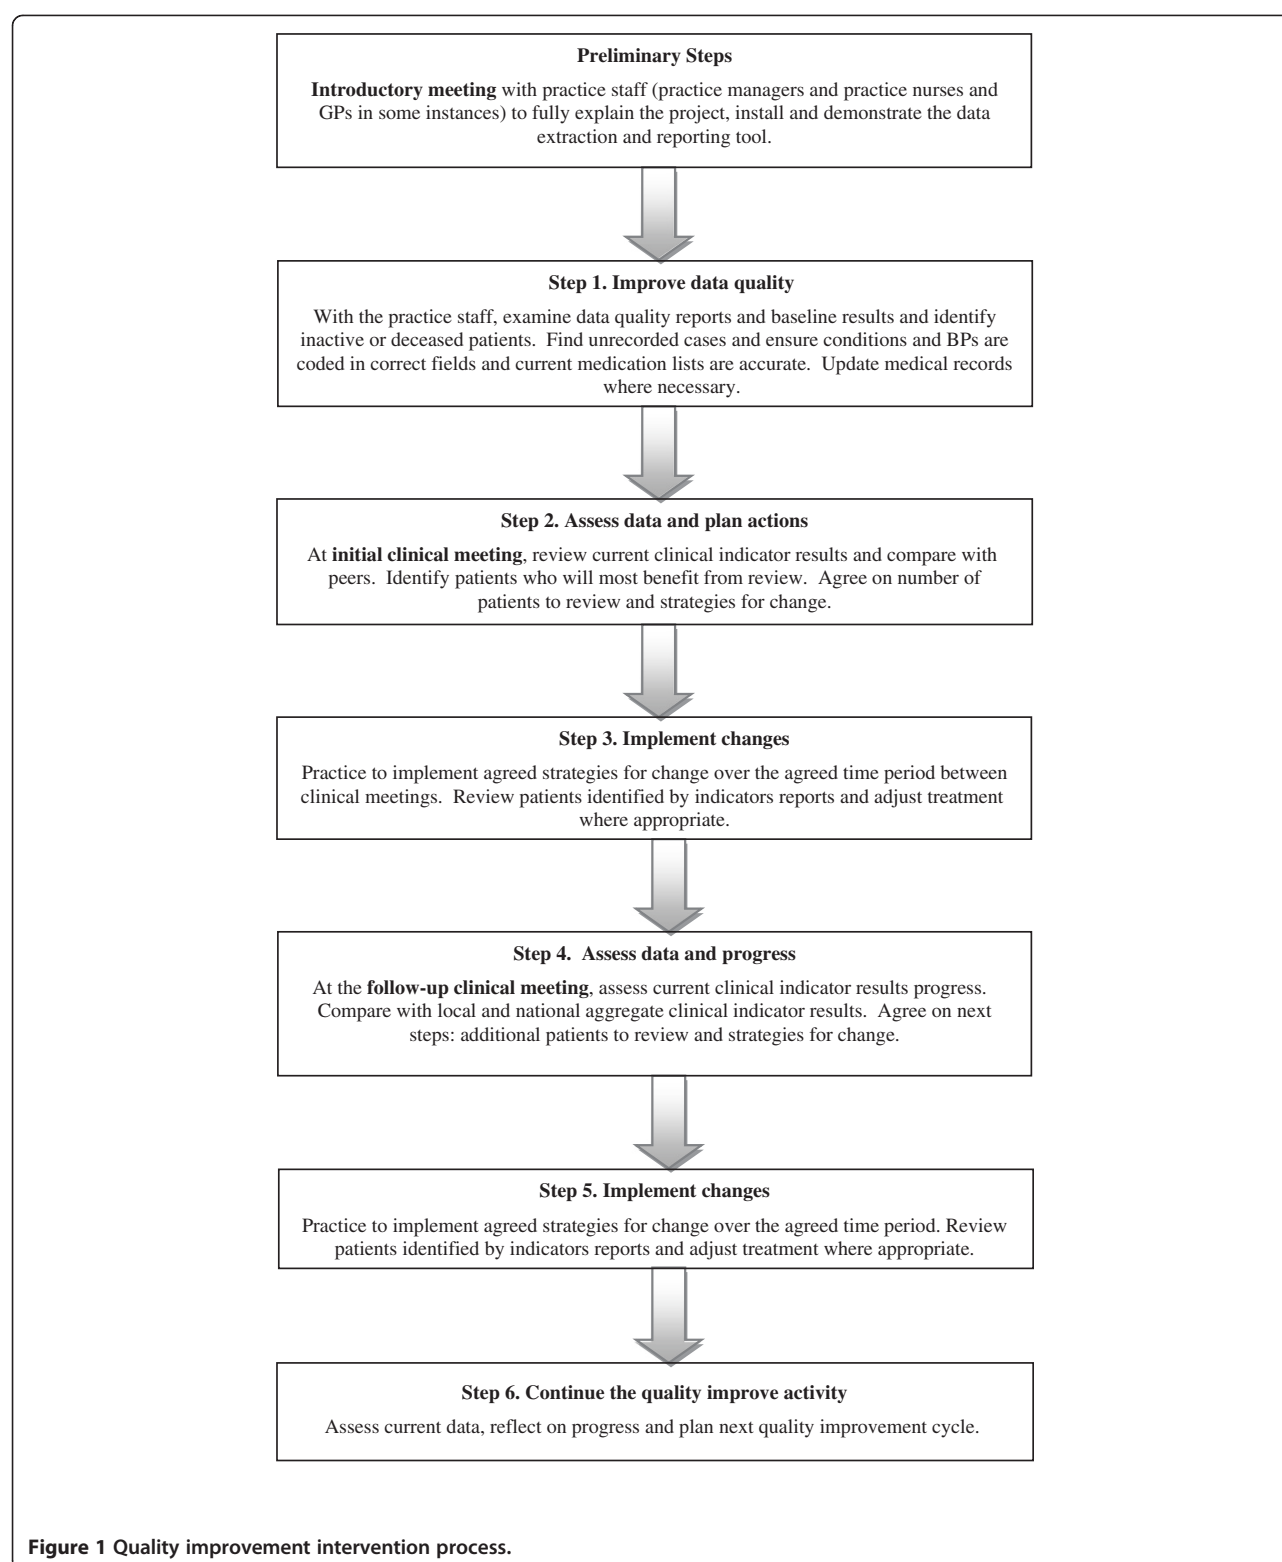 Preliminary Steps
Introductory meeting with practice staff (practice managers and practice nurses and
GPs in some instances) to fully explain the project, install and demonstrate the data
extraction and reporting tool.
Step 1. Improve data quality
With the practice staff, examine data quality reports and baseline results and identify
inactive or deceased patients.  Find unrecorded cases and ensure conditions and BPs are
coded in correct fields and current medication lists are accurate.  Update medical records
where necessary.
Step 2. Assess data and plan actions
At initial clinical meeting, review current clinical indicator results and compare with
peers.  Identify patients who will most benefit from review.  Agree on number of
patients to review and strategies for change.
Step 3. Implement changes
Practice to implement agreed strategies for change over the agreed time period between
clinical meetings.  Review patients identified by indicators reports and adjust treatment
where appropriate.
Step 4.  Assess data and progress
At the follow-up clinical meeting, assess current clinical indicator results progress.
Compare with local and national aggregate clinical indicator results.  Agree on next
steps: additional patients to review and strategies for change.
Step 5. Implement changes
Practice to implement agreed strategies for change over the agreed time period. Review
patients identified by indicators reports and adjust treatment where appropriate.
Step 6. Continue the quality improve activity
Assess current data, reflect on progress and plan next quality improvement cycle.
Figure 1 Quality improvement intervention process.